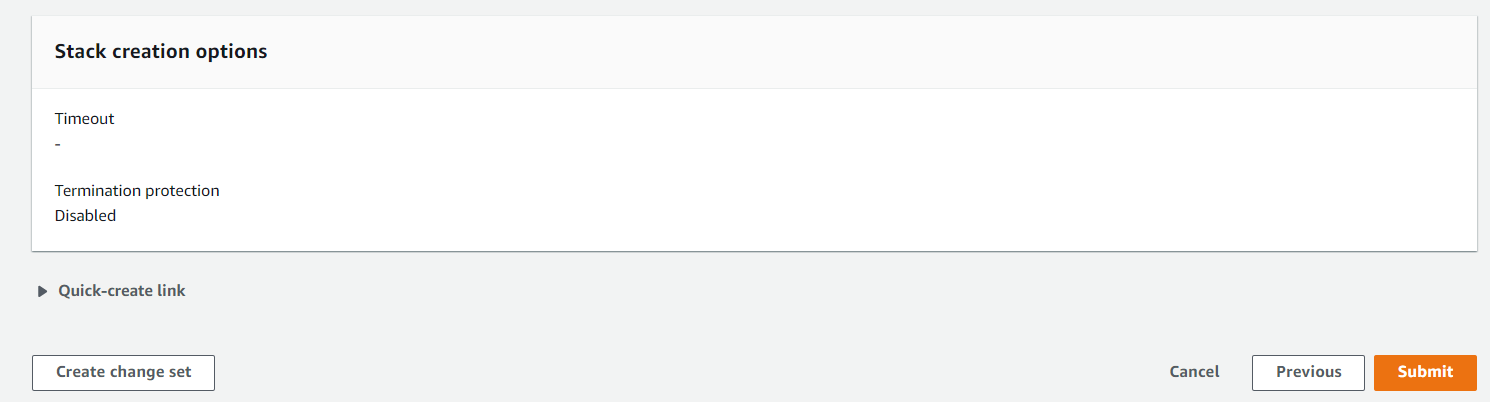 Stack creation options
Timeout
-
Termination protection
Disabled
Quick-create link
Create change set
Cancel
Previous
Submit